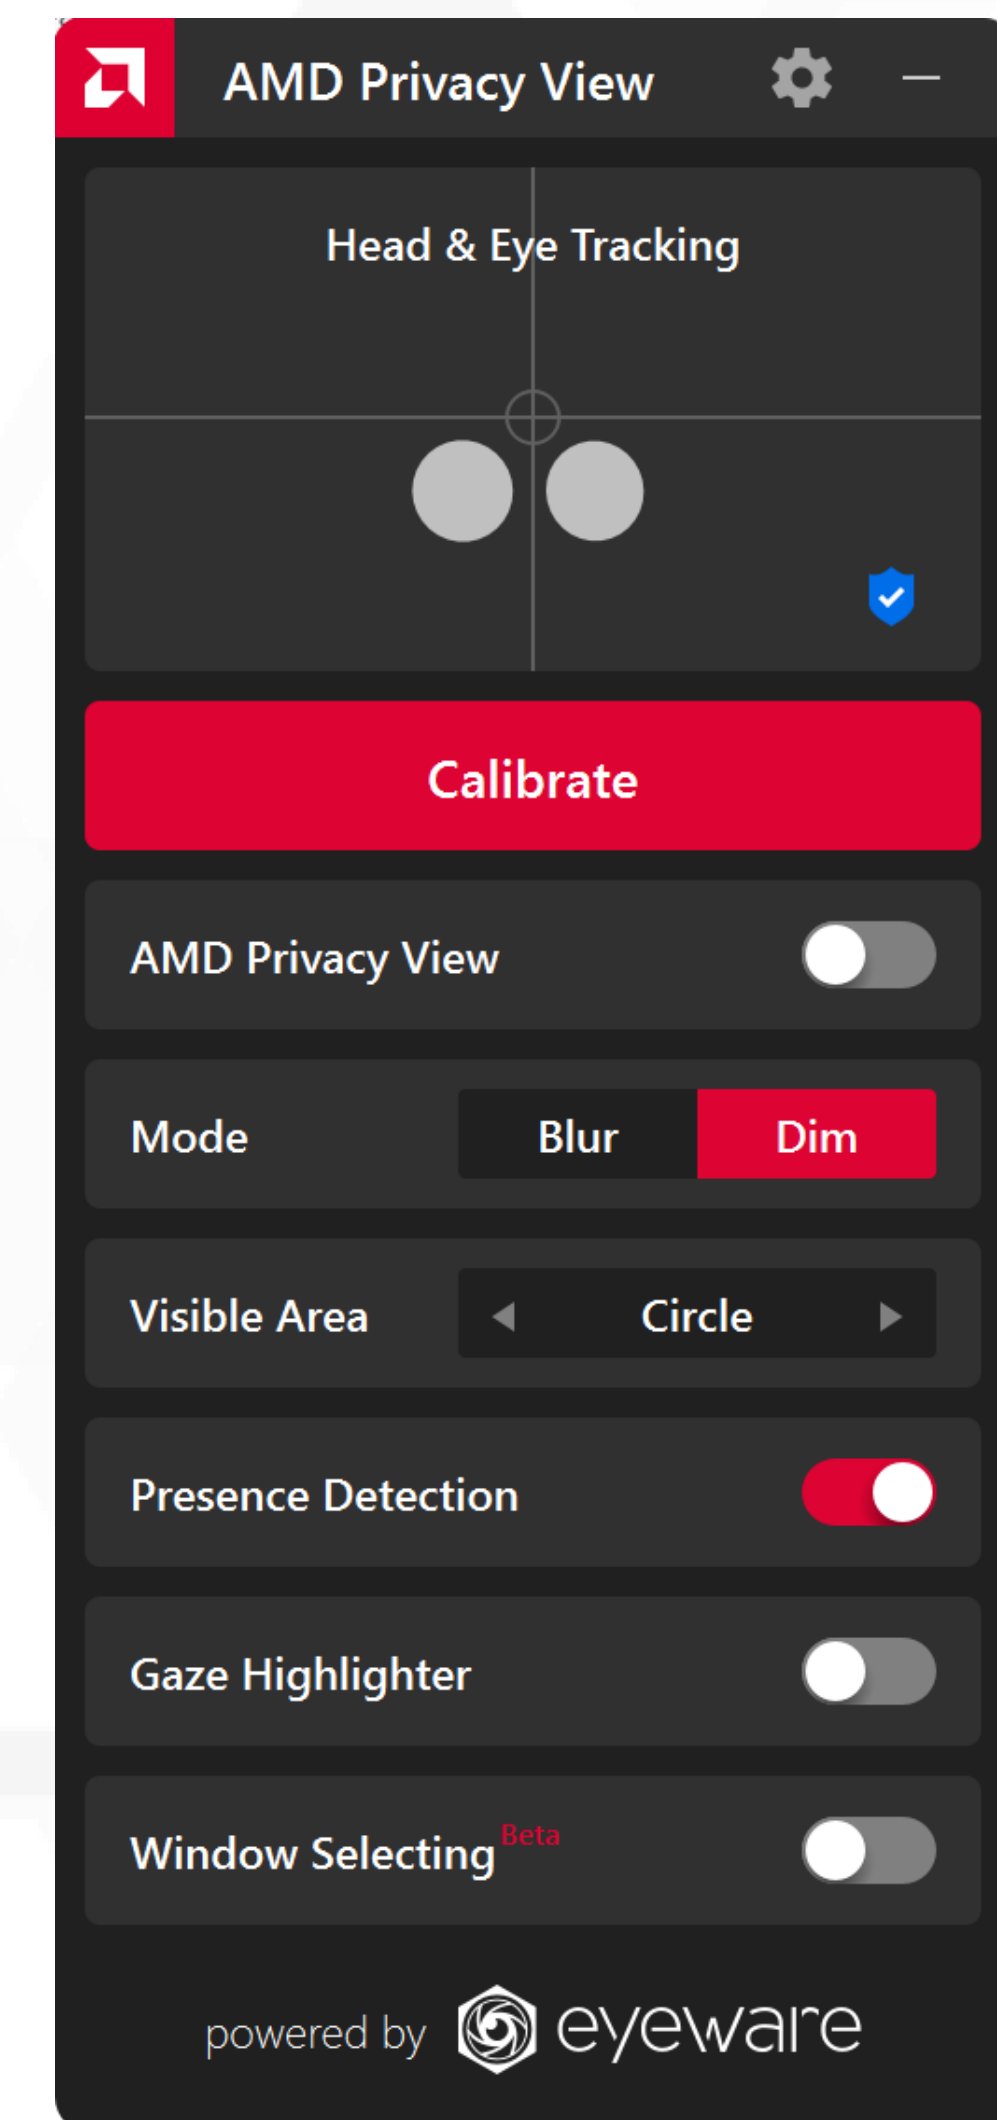 AMD Privacy View
Head & Eye Tracking
Calibrate
AMD Privacy View
Mode Blur Dim
Visible Area Circle
Presence Detection
Gaze Highlighter
Window Selecting Beta
powered by eyeware